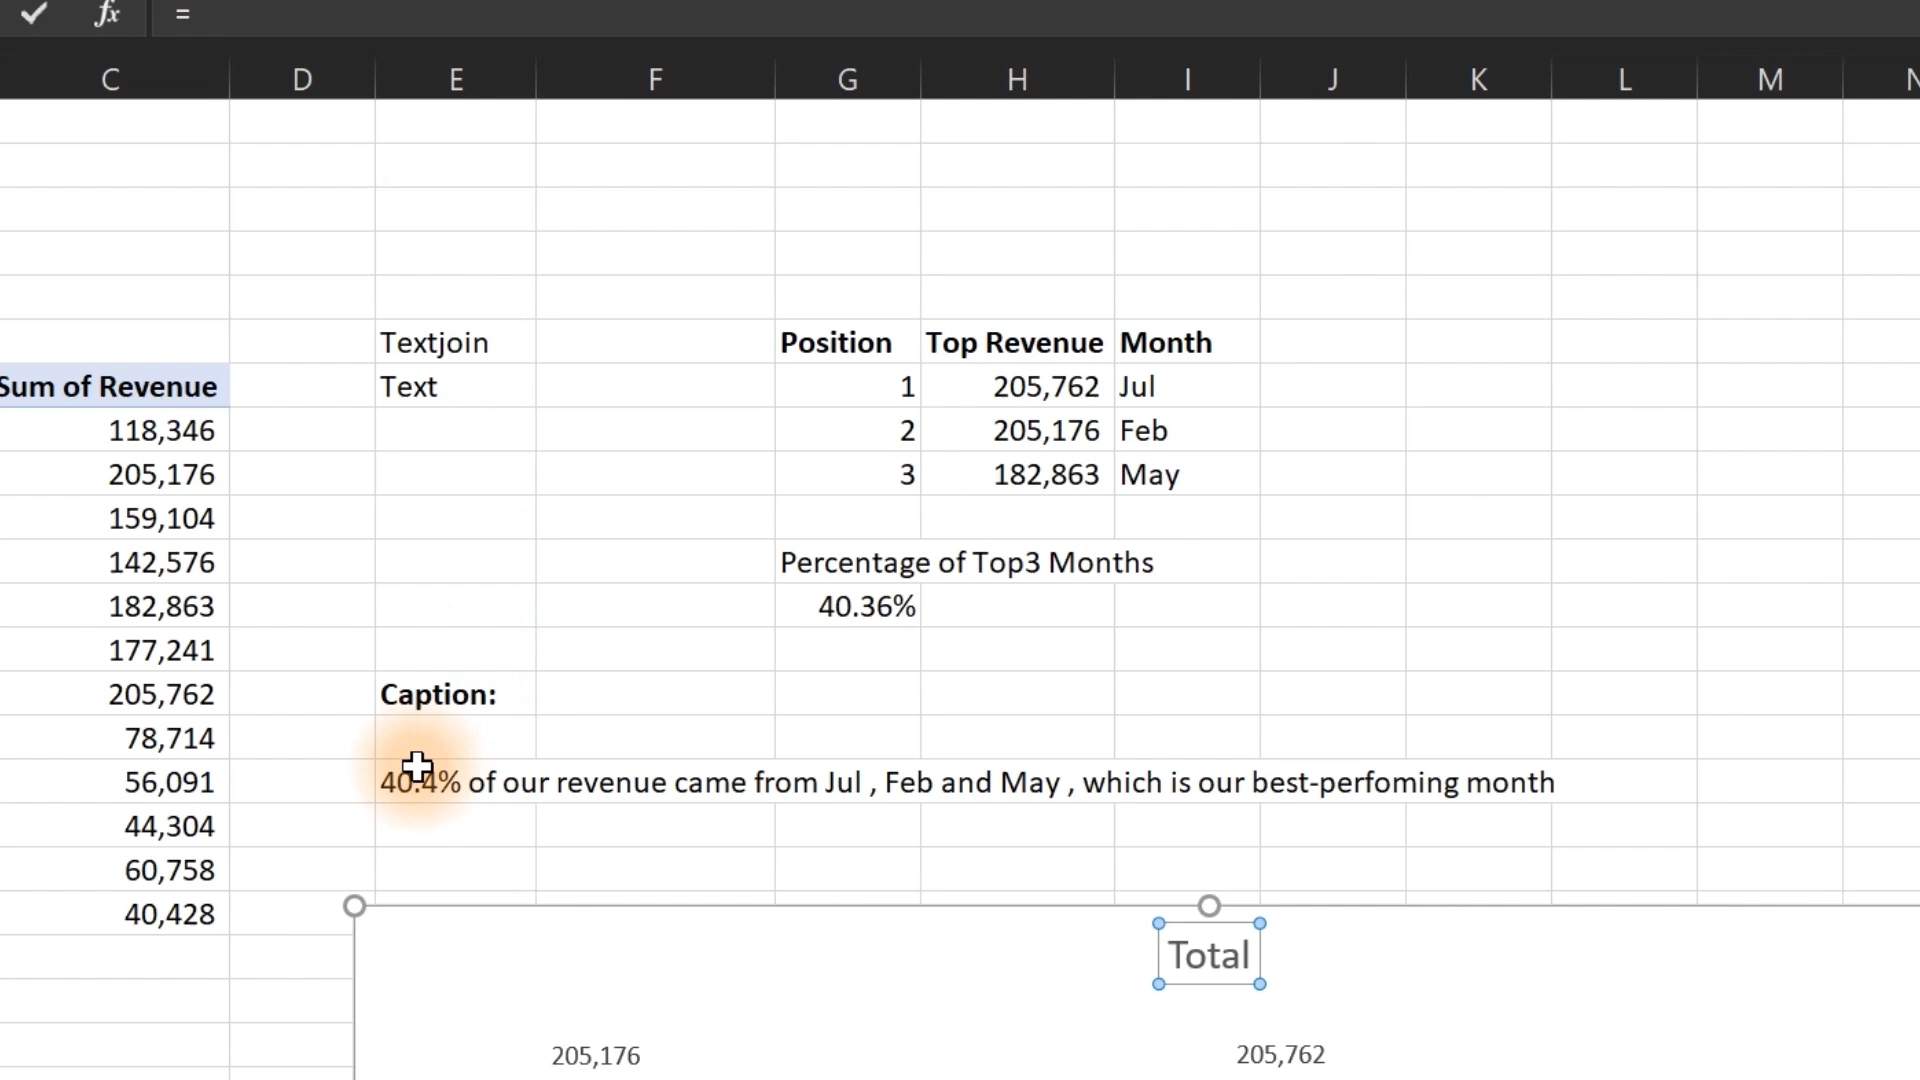 =
C D E F G H I J K L M N
Textjoin Position Top Revenue Month
Sum of Revenue Text 1 205,762 Jul
118,346 2 205,176 Feb
205,176 3 182,863 May
159,104
142,576 Percentage of Top3 Months
182,863 40.36%
177,241
205,762 Caption:
78,714
56,091 40.4% of our revenue came from Jul , Feb and May , which is our best-perfoming month
44,304
60,758
40,428
Total
205,176 205,762